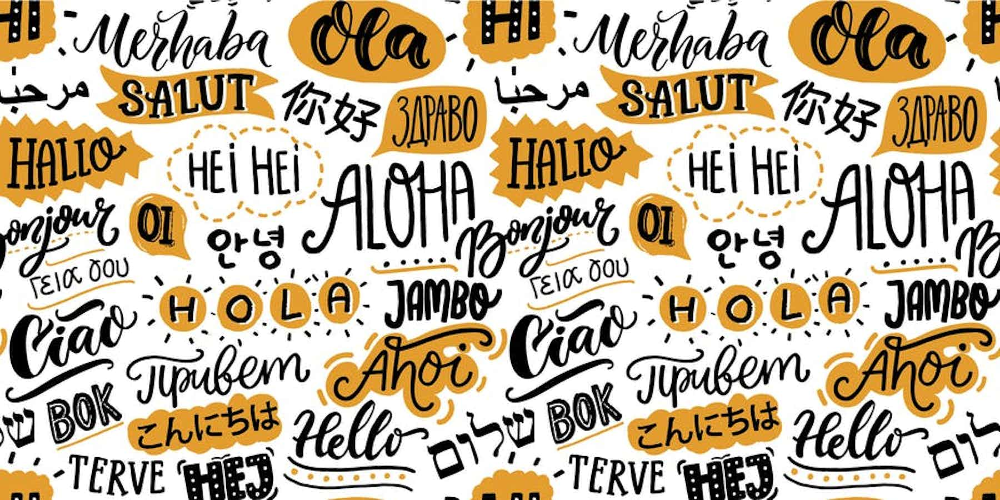 HI
Merhaba
Ola
HI
Merhaba
Ola
H
مرحبا
SALUT
你好
ЗДРАВО
مرحبا
SALUT
你好
ЗДРАВО
HALLO
HEi HEi
ALOHA
HALLO
HEi HEi
ALOHA
Bonjour
OI
안녕
Bonjour
OI
안녕
B
Γεια σου
HOLA
JAMBO
Γεια σου
HOLA
JAMBO
Ciao
Привет
Ahoi
Ciao
Привет
Ahoi
BOK
こんにちは
Hello
שלום
BOK
こんにちは
Hello
TERVE
HEJ
TERVE
HEJ